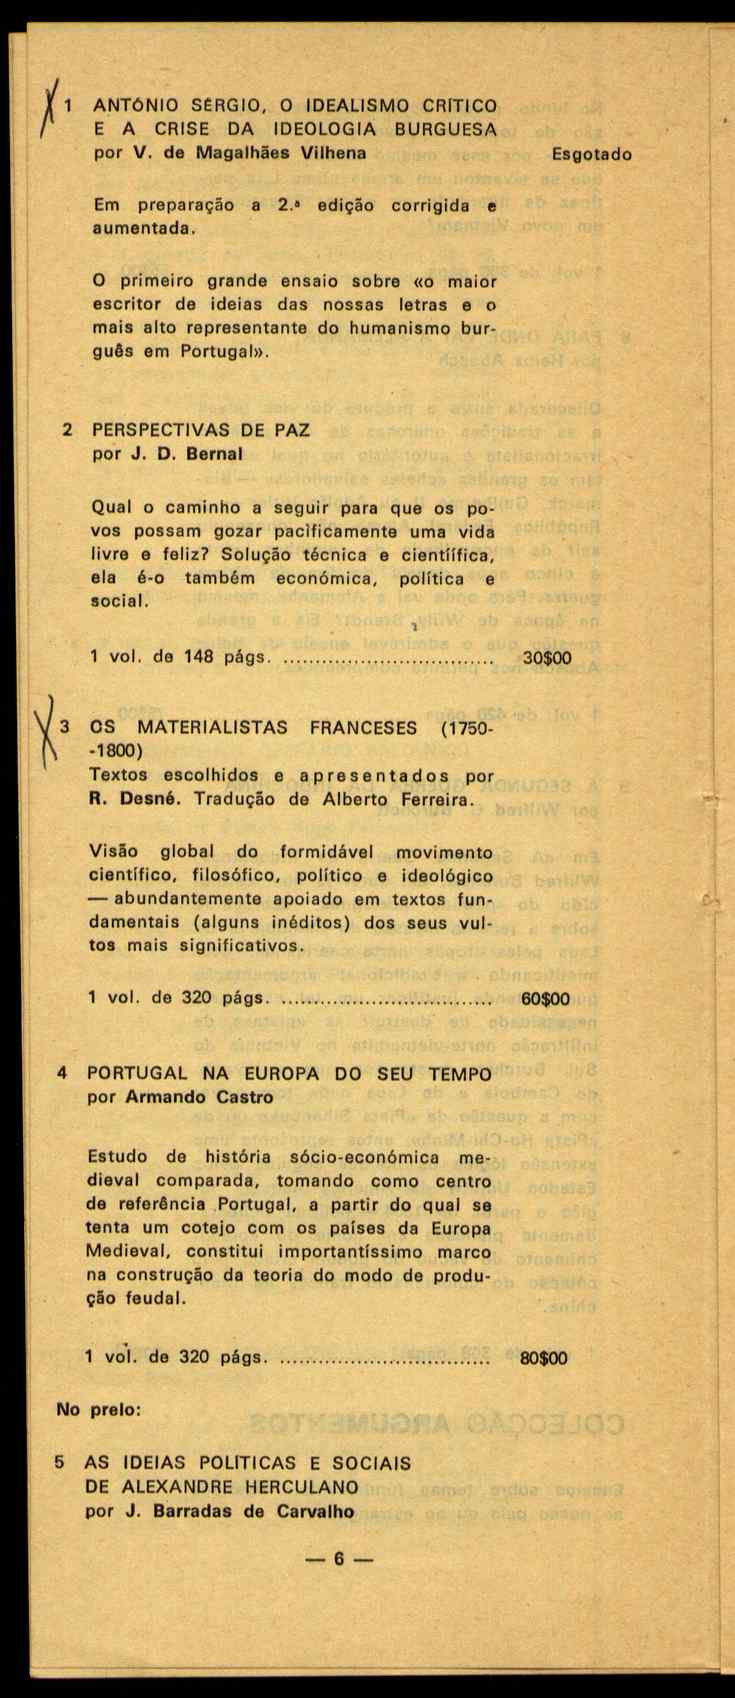 1 ANTÓNIO SÉRGIO, O IDEALISMO CRÍTICO
E A CRISE DA IDEOLOGIA BURGUESA
por V. de Magalhães Vilhena Esgotado
Em preparação a 2.ª edição corrigida e
aumentada.
O primeiro grande ensaio sobre «o maior
escritor de ideias das nossas letras e o
mais alto representante do humanismo bur-
guês em Portugal».
2 PERSPECTIVAS DE PAZ
por J. D. Bernal
Qual o caminho a seguir para que os po-
vos possam gozar pacificamente uma vida
livre e feliz? Solução técnica e cientíifica,
ela é-o também económica, política e
social.
1 vol. de 148 págs. ................................. 30$00
3 OS MATERIALISTAS FRANCESES (1750-
-1800)
Textos escolhidos e apresentados por
R. Desné. Tradução de Alberto Ferreira.
Visão global do formidável movimento
científico, filosófico, político e ideológico
— abundantemente apoiado em textos fun-
damentais (alguns inéditos) dos seus vul-
tos mais significativos.
1 vol. de 320 págs. ................................. 60$00
4 PORTUGAL NA EUROPA DO SEU TEMPO
por Armando Castro
Estudo de história sócio-económica me-
dieval comparada, tomando como centro
de referência Portugal, a partir do qual se
tenta um cotejo com os países da Europa
Medieval, constitui importantíssimo marco
na construção da teoria do modo de produ-
ção feudal.
1 vol. de 320 págs. ................................. 80$00
No prelo:
5 AS IDEIAS POLÍTICAS E SOCIAIS
DE ALEXANDRE HERCULANO
por J. Barradas de Carvalho
— 6 —